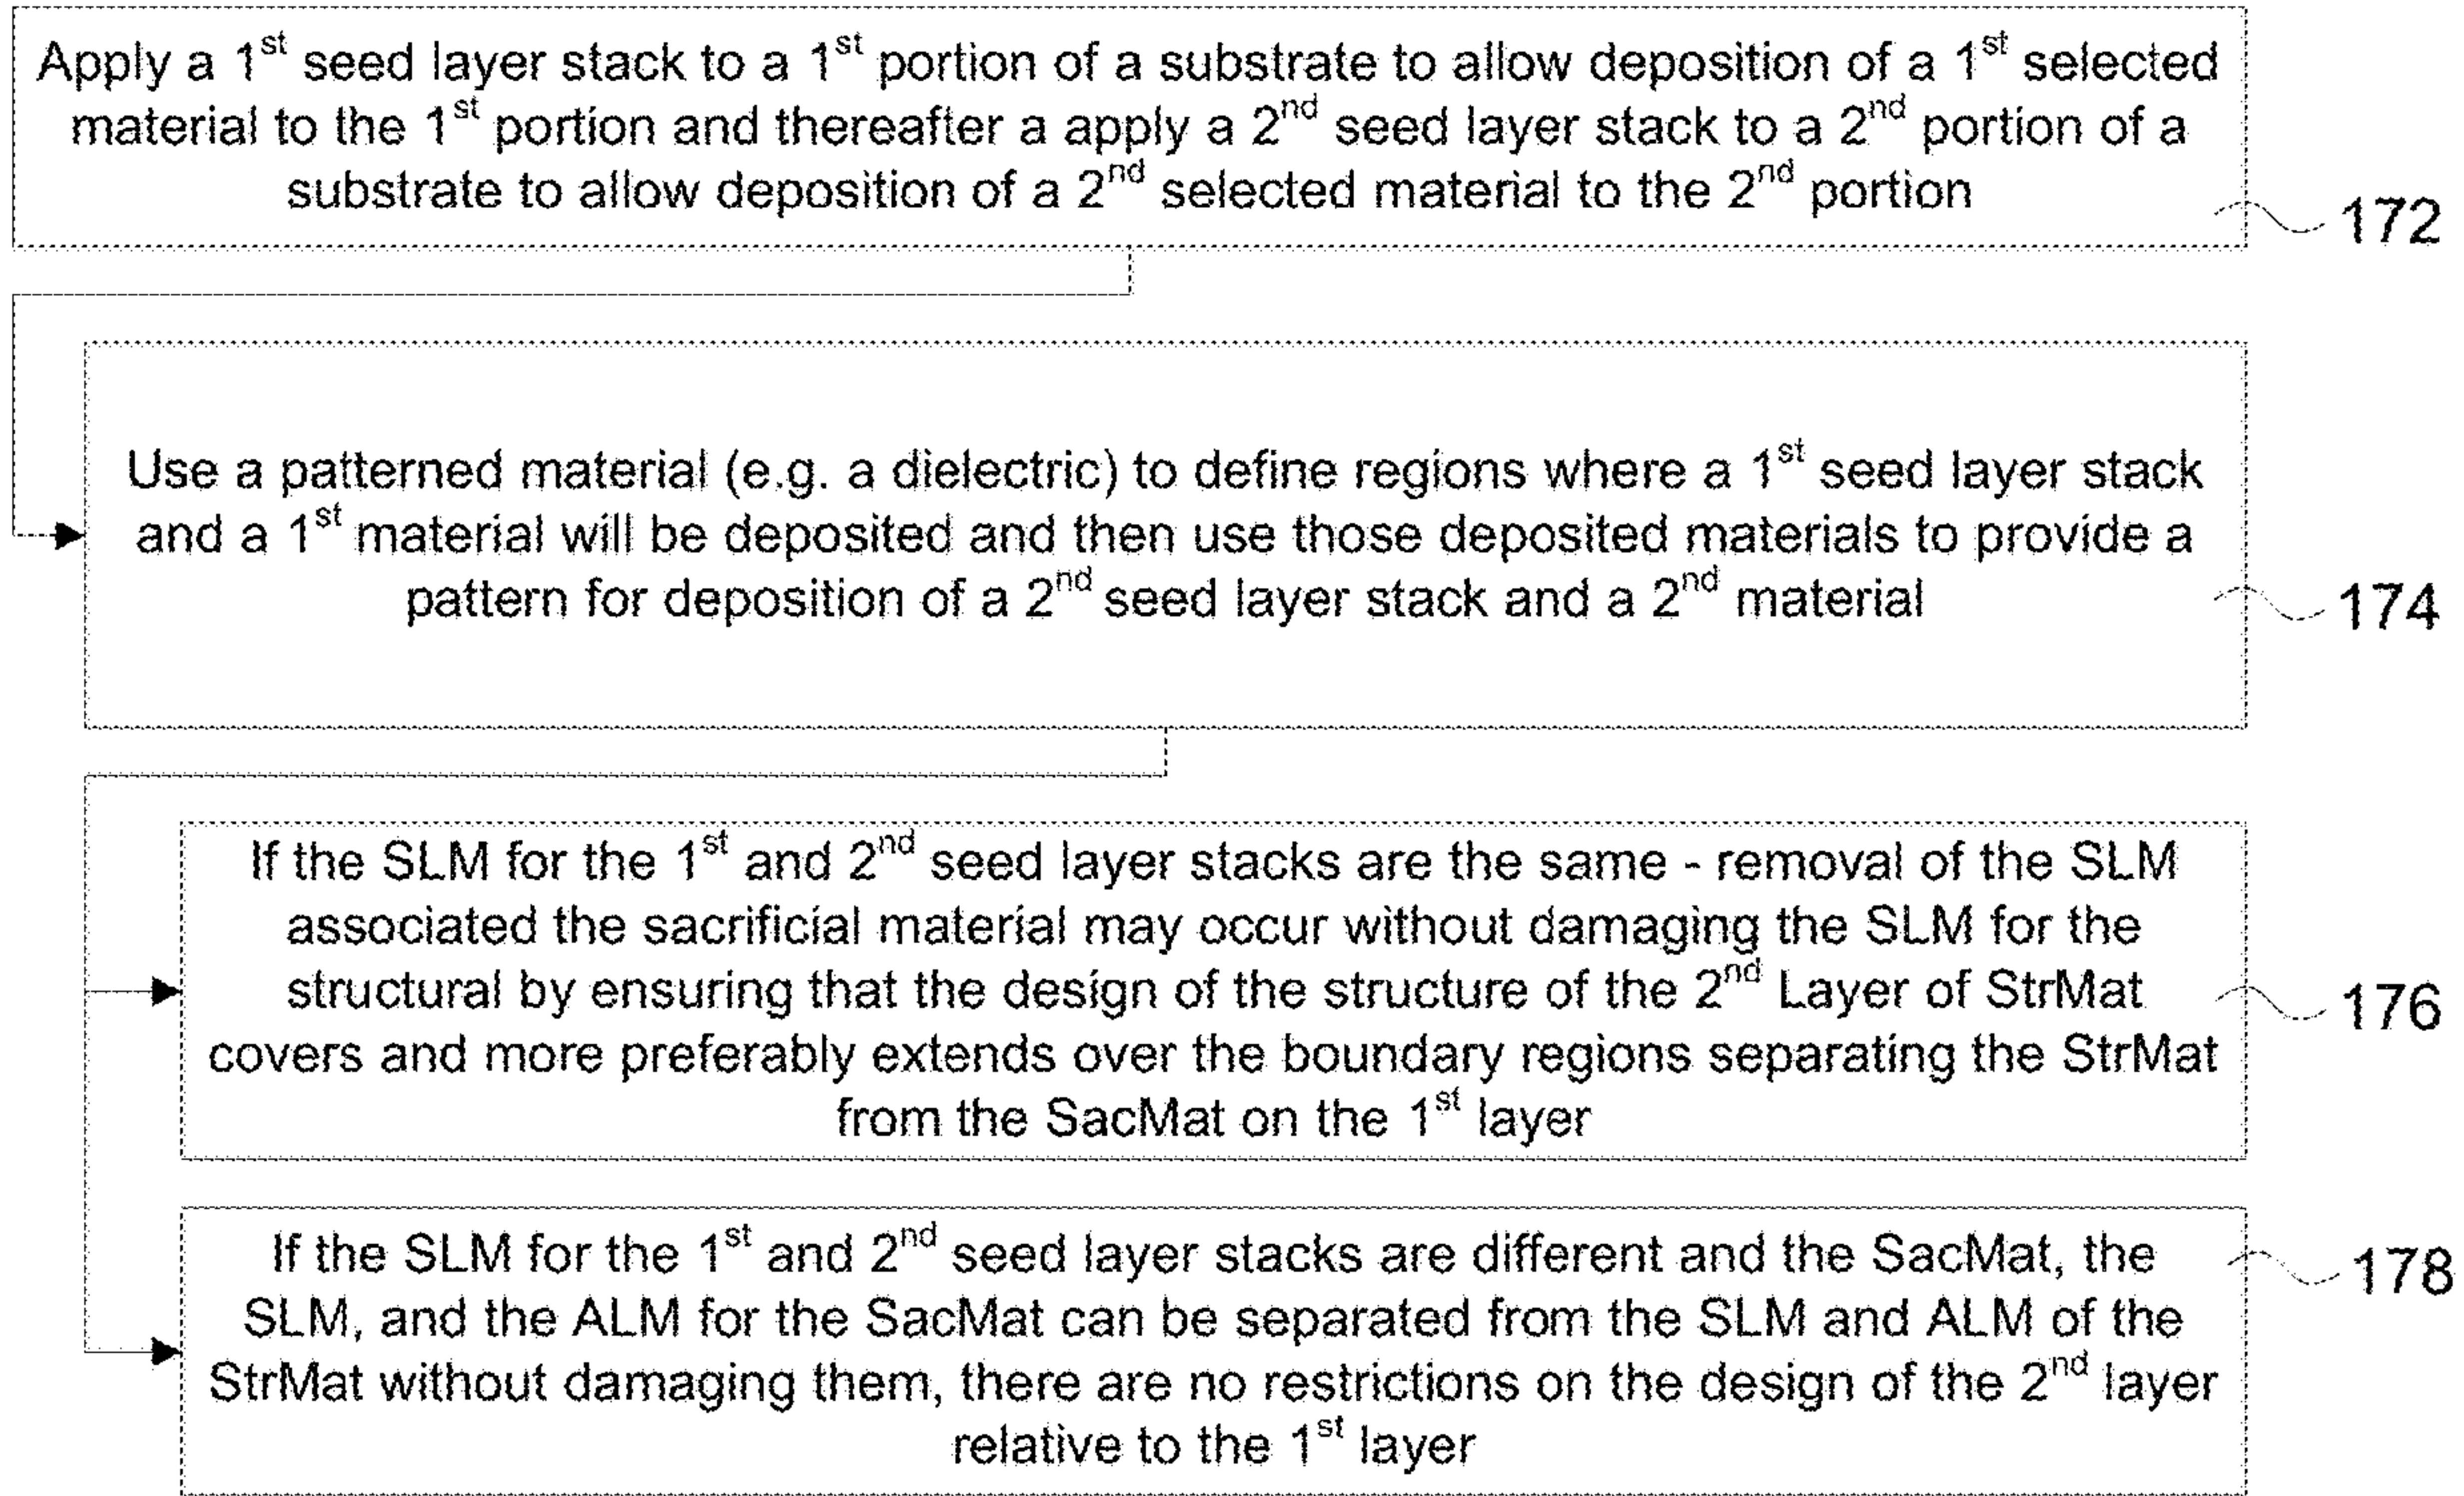 Apply a 1st seed layer stack to a 1st portion of a substrate to allow deposition of a 1st selected
material to the 1st portion and thereafter a apply a 2nd seed layer stack to a 2nd portion of a
substrate to allow deposition of a 2nd selected material to the 2nd portion
172
Use a patterned material (e.g. a dielectric) to define regions where a 1st seed layer stack
and a 1st material will be deposited and then use those deposited materials to provide a
pattern for deposition of a 2nd seed layer stack and a 2nd material
174
If the SLM for the 1st and 2nd seed layer stacks are the same - removal of the SLM
associated the sacrificial material may occur without damaging the SLM for the
structural by ensuring that the design of the structure of the 2nd Layer of StrMat
covers and more preferably extends over the boundary regions separating the StrMat
from the SacMat on the 1st layer
176
If the SLM for the 1st and 2nd seed layer stacks are different and the SacMat, the
SLM, and the ALM for the SacMat can be separated from the SLM and ALM of the
StrMat without damaging them, there are no restrictions on the design of the 2nd layer
relative to the 1st layer
178